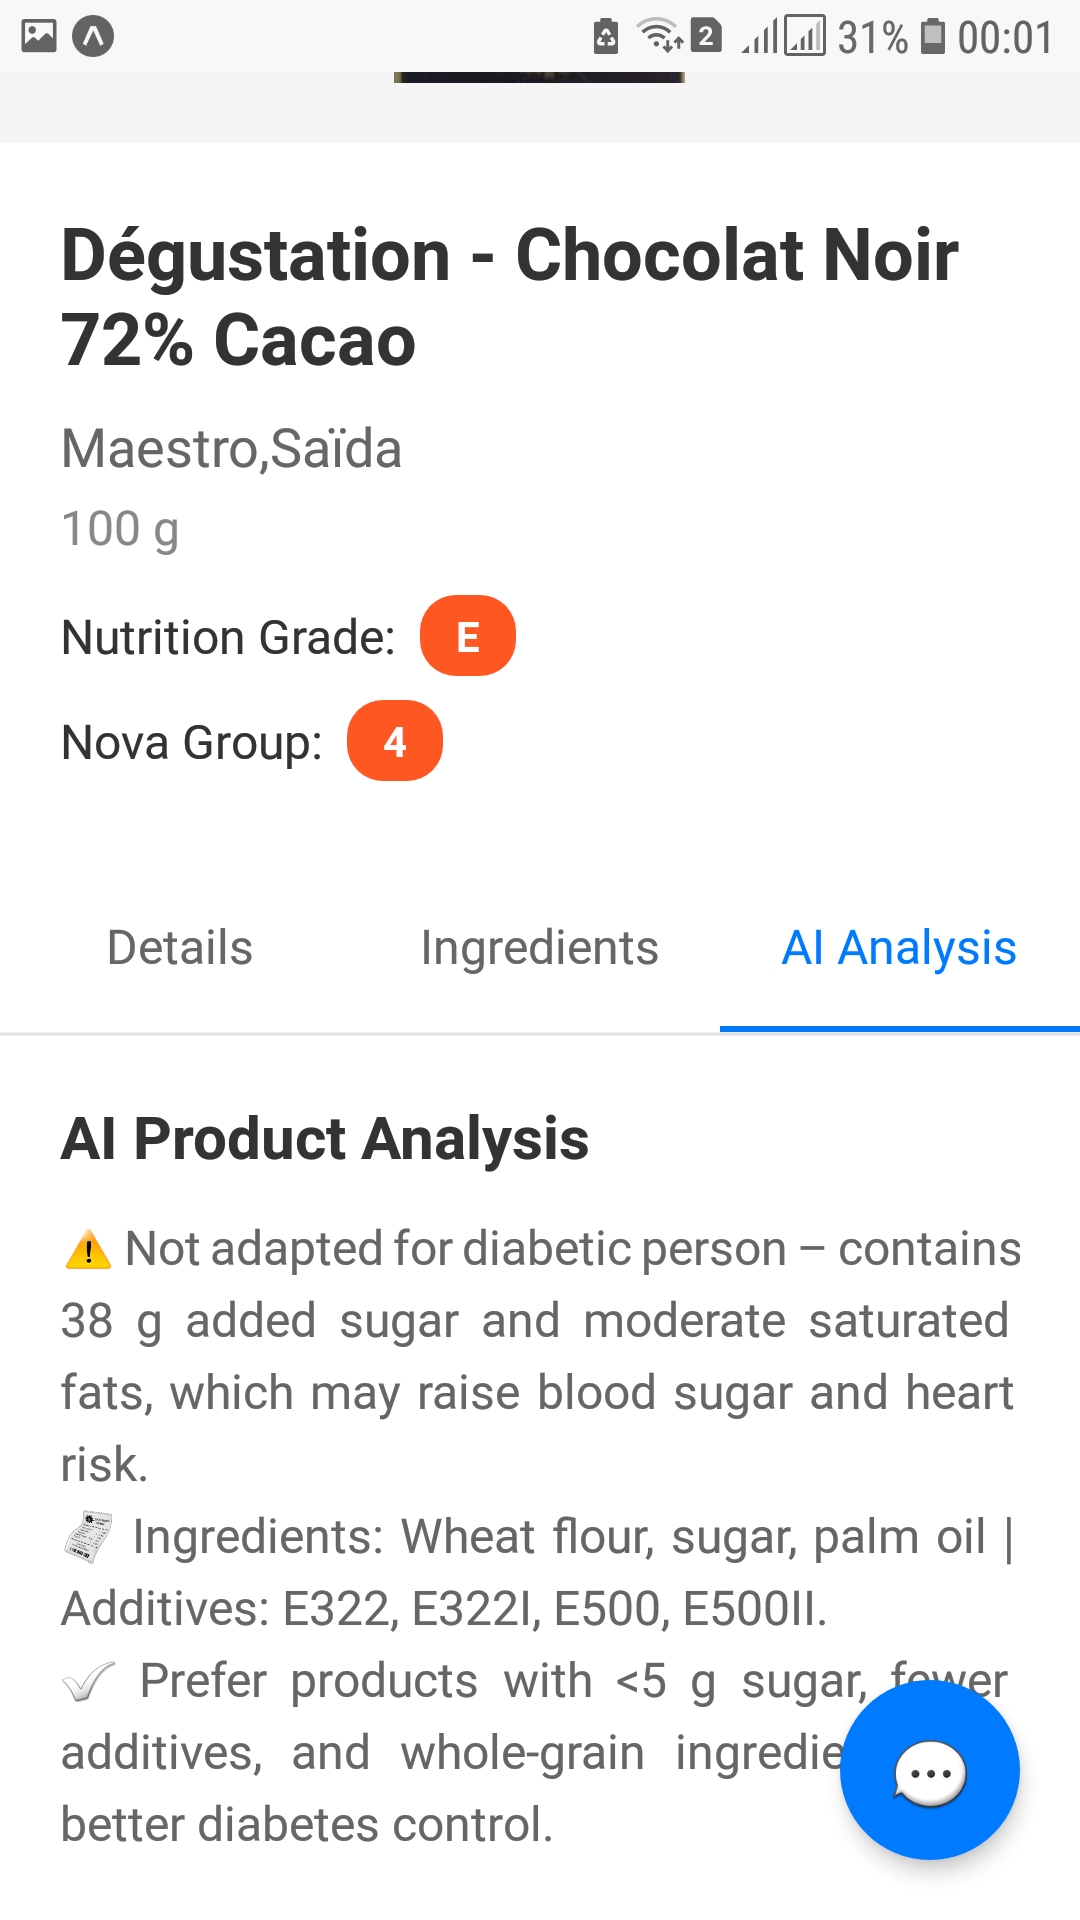 2 31% 00:01
Dégustation - Chocolat Noir
72% Cacao
Maestro,Saïda
100 g
Nutrition Grade: E
Nova Group: 4
Details Ingredients AI Analysis
AI Product Analysis
⚠️ Not adapted for diabetic person – contains
38 g added sugar and moderate saturated
fats, which may raise blood sugar and heart
risk.
🧾 Ingredients: Wheat flour, sugar, palm oil |
Additives: E322, E322I, E500, E500II.
✅ Prefer products with <5 g sugar, fewer
additives, and whole-grain ingredie
better diabetes control.